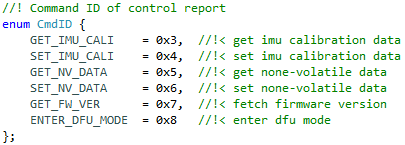 //! Command ID of control report
enum CmdID {
    GET_IMU_CALI    = 0x3,  //!< get imu calibration data
    SET_IMU_CALI    = 0x4,  //!< set imu calibration data
    GET_NV_DATA     = 0x5,  //!< get none-volatile data
    SET_NV_DATA     = 0x6,  //!< set none-volatile data
    GET_FW_VER      = 0x7,  //!< fetch firmware version
    ENTER_DFU_MODE  = 0x8   //!< enter dfu mode
};